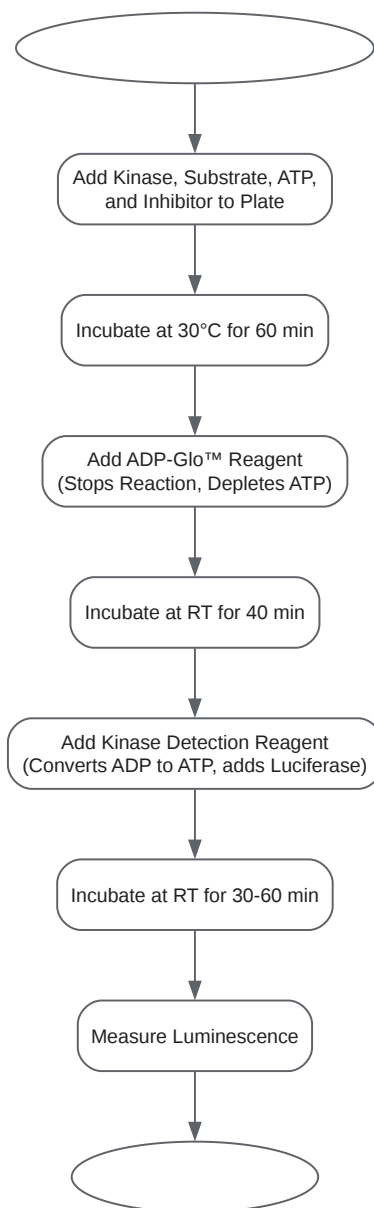 Add Kinase, Substrate, ATP,
and Inhibitor to Plate
Incubate at 30°C for 60 min
Add ADP-Glo™ Reagent
(Stops Reaction, Depletes ATP)
Incubate at RT for 40 min
Add Kinase Detection Reagent
(Converts ADP to ATP, adds Luciferase)
Incubate at RT for 30-60 min
Measure Luminescence